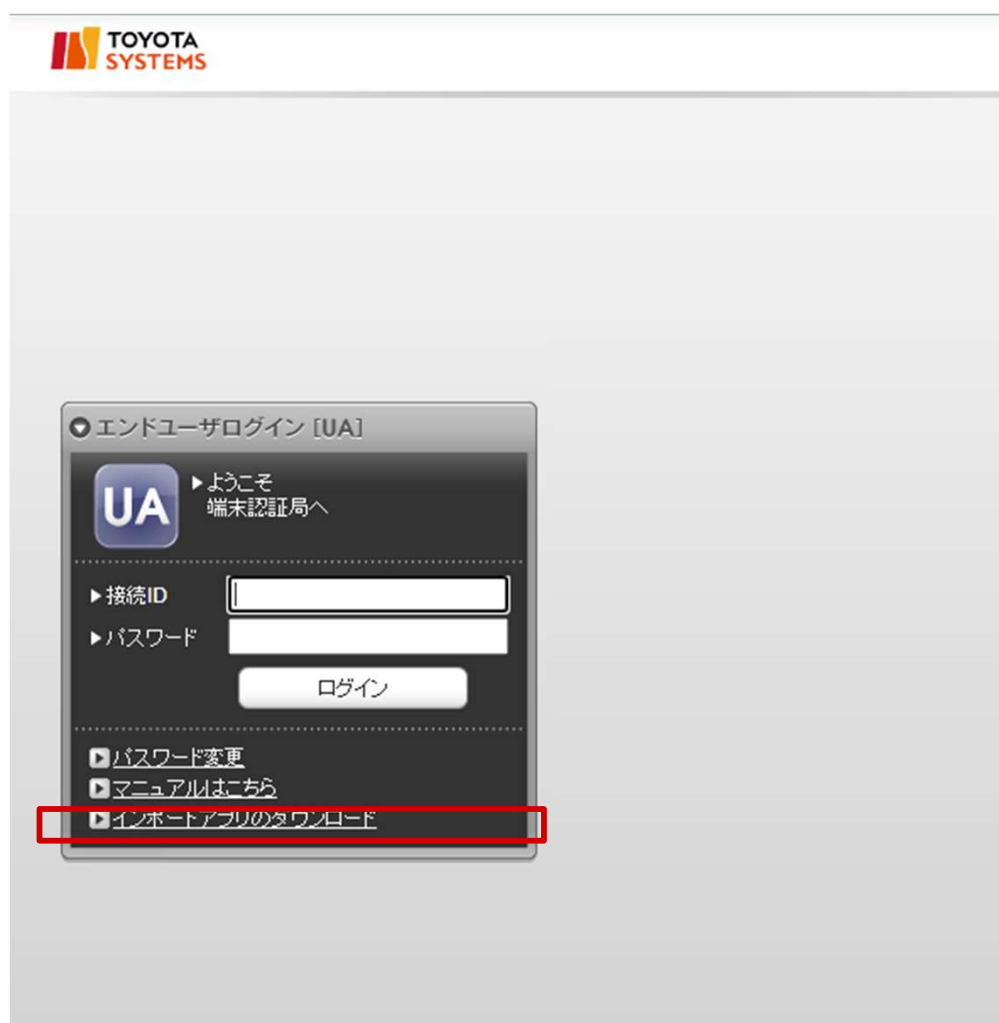 TOYOTA
SYSTEMS
エンドユーザログイン [UA]
UA
ようこそ
端末認証局へ
接続ID
パスワード
ログイン
パスワード変更
マニュアルはこちら
インポートアプリのダウンロード